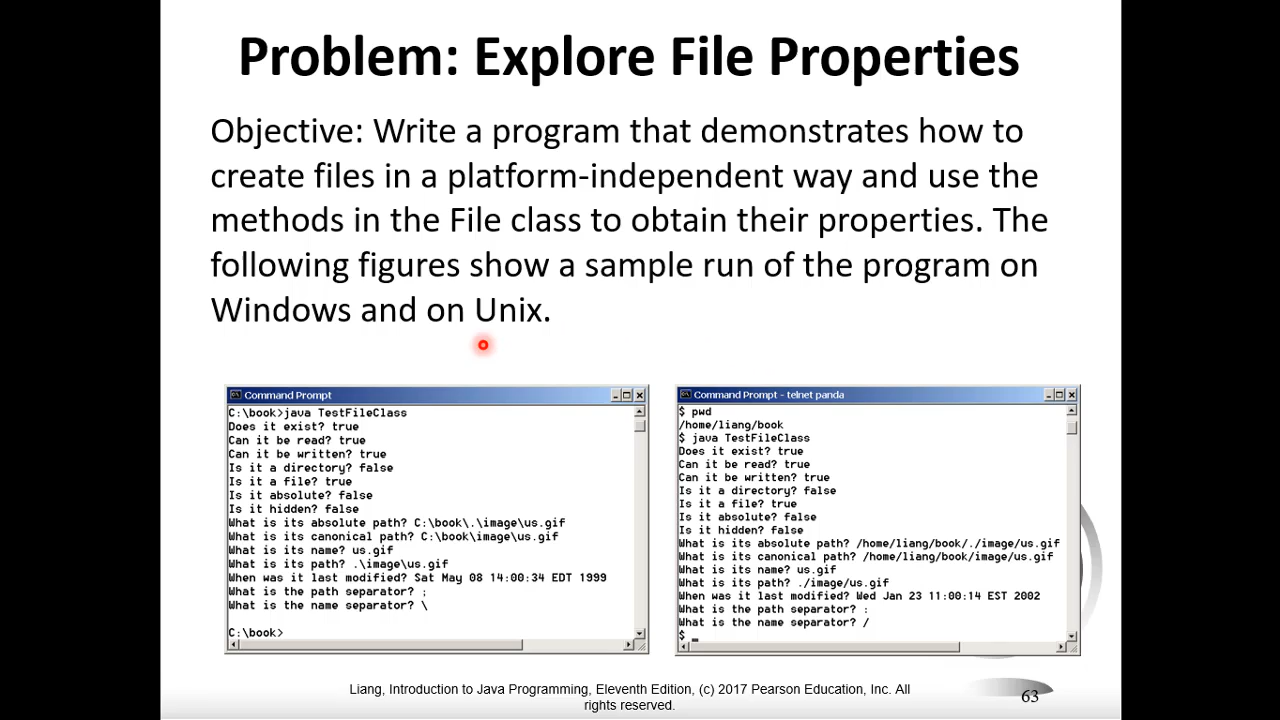 Problem: Explore File Properties
Objective: Write a program that demonstrates how to
create files in a platform-independent way and use the
methods in the File class to obtain their properties. The
following figures show a sample run of the program on
Windows and on Unix.
Command Prompt
C:\book>java TestFileClass
Does it exist? true
Can it be read? true
Can it be written? true
Is it a directory? false
Is it a file? true
Is it absolute? false
Is it hidden? false
What is its absolute path? C:\book\.\image\us.gif
What is its canonical path? C:\book\image\us.gif
What is its name? us.gif
What is its path? .\image\us.gif
When was it last modified? Sat May 08 14:00:34 EDT 1999
What is the path separator? ;
What is the name separator? \
C:\book>
Command Prompt - telnet panda
$ pwd
/home/liang/book
$ java TestFileClass
Does it exist? true
Can it be read? true
Can it be written? true
Is it a directory? false
Is it a file? true
Is it absolute? false
Is it hidden? false
What is its absolute path? /home/liang/book/./image/us.gif
What is its canonical path? /home/liang/book/image/us.gif
What is its name? us.gif
What is its path? ./image/us.gif
When was it last modified? Wed Jan 23 11:00:14 EST 2002
What is the path separator? :
What is the name separator? /
$
Liang, Introduction to Java Programming, Eleventh Edition, (c) 2017 Pearson Education, Inc. All
rights reserved.
63